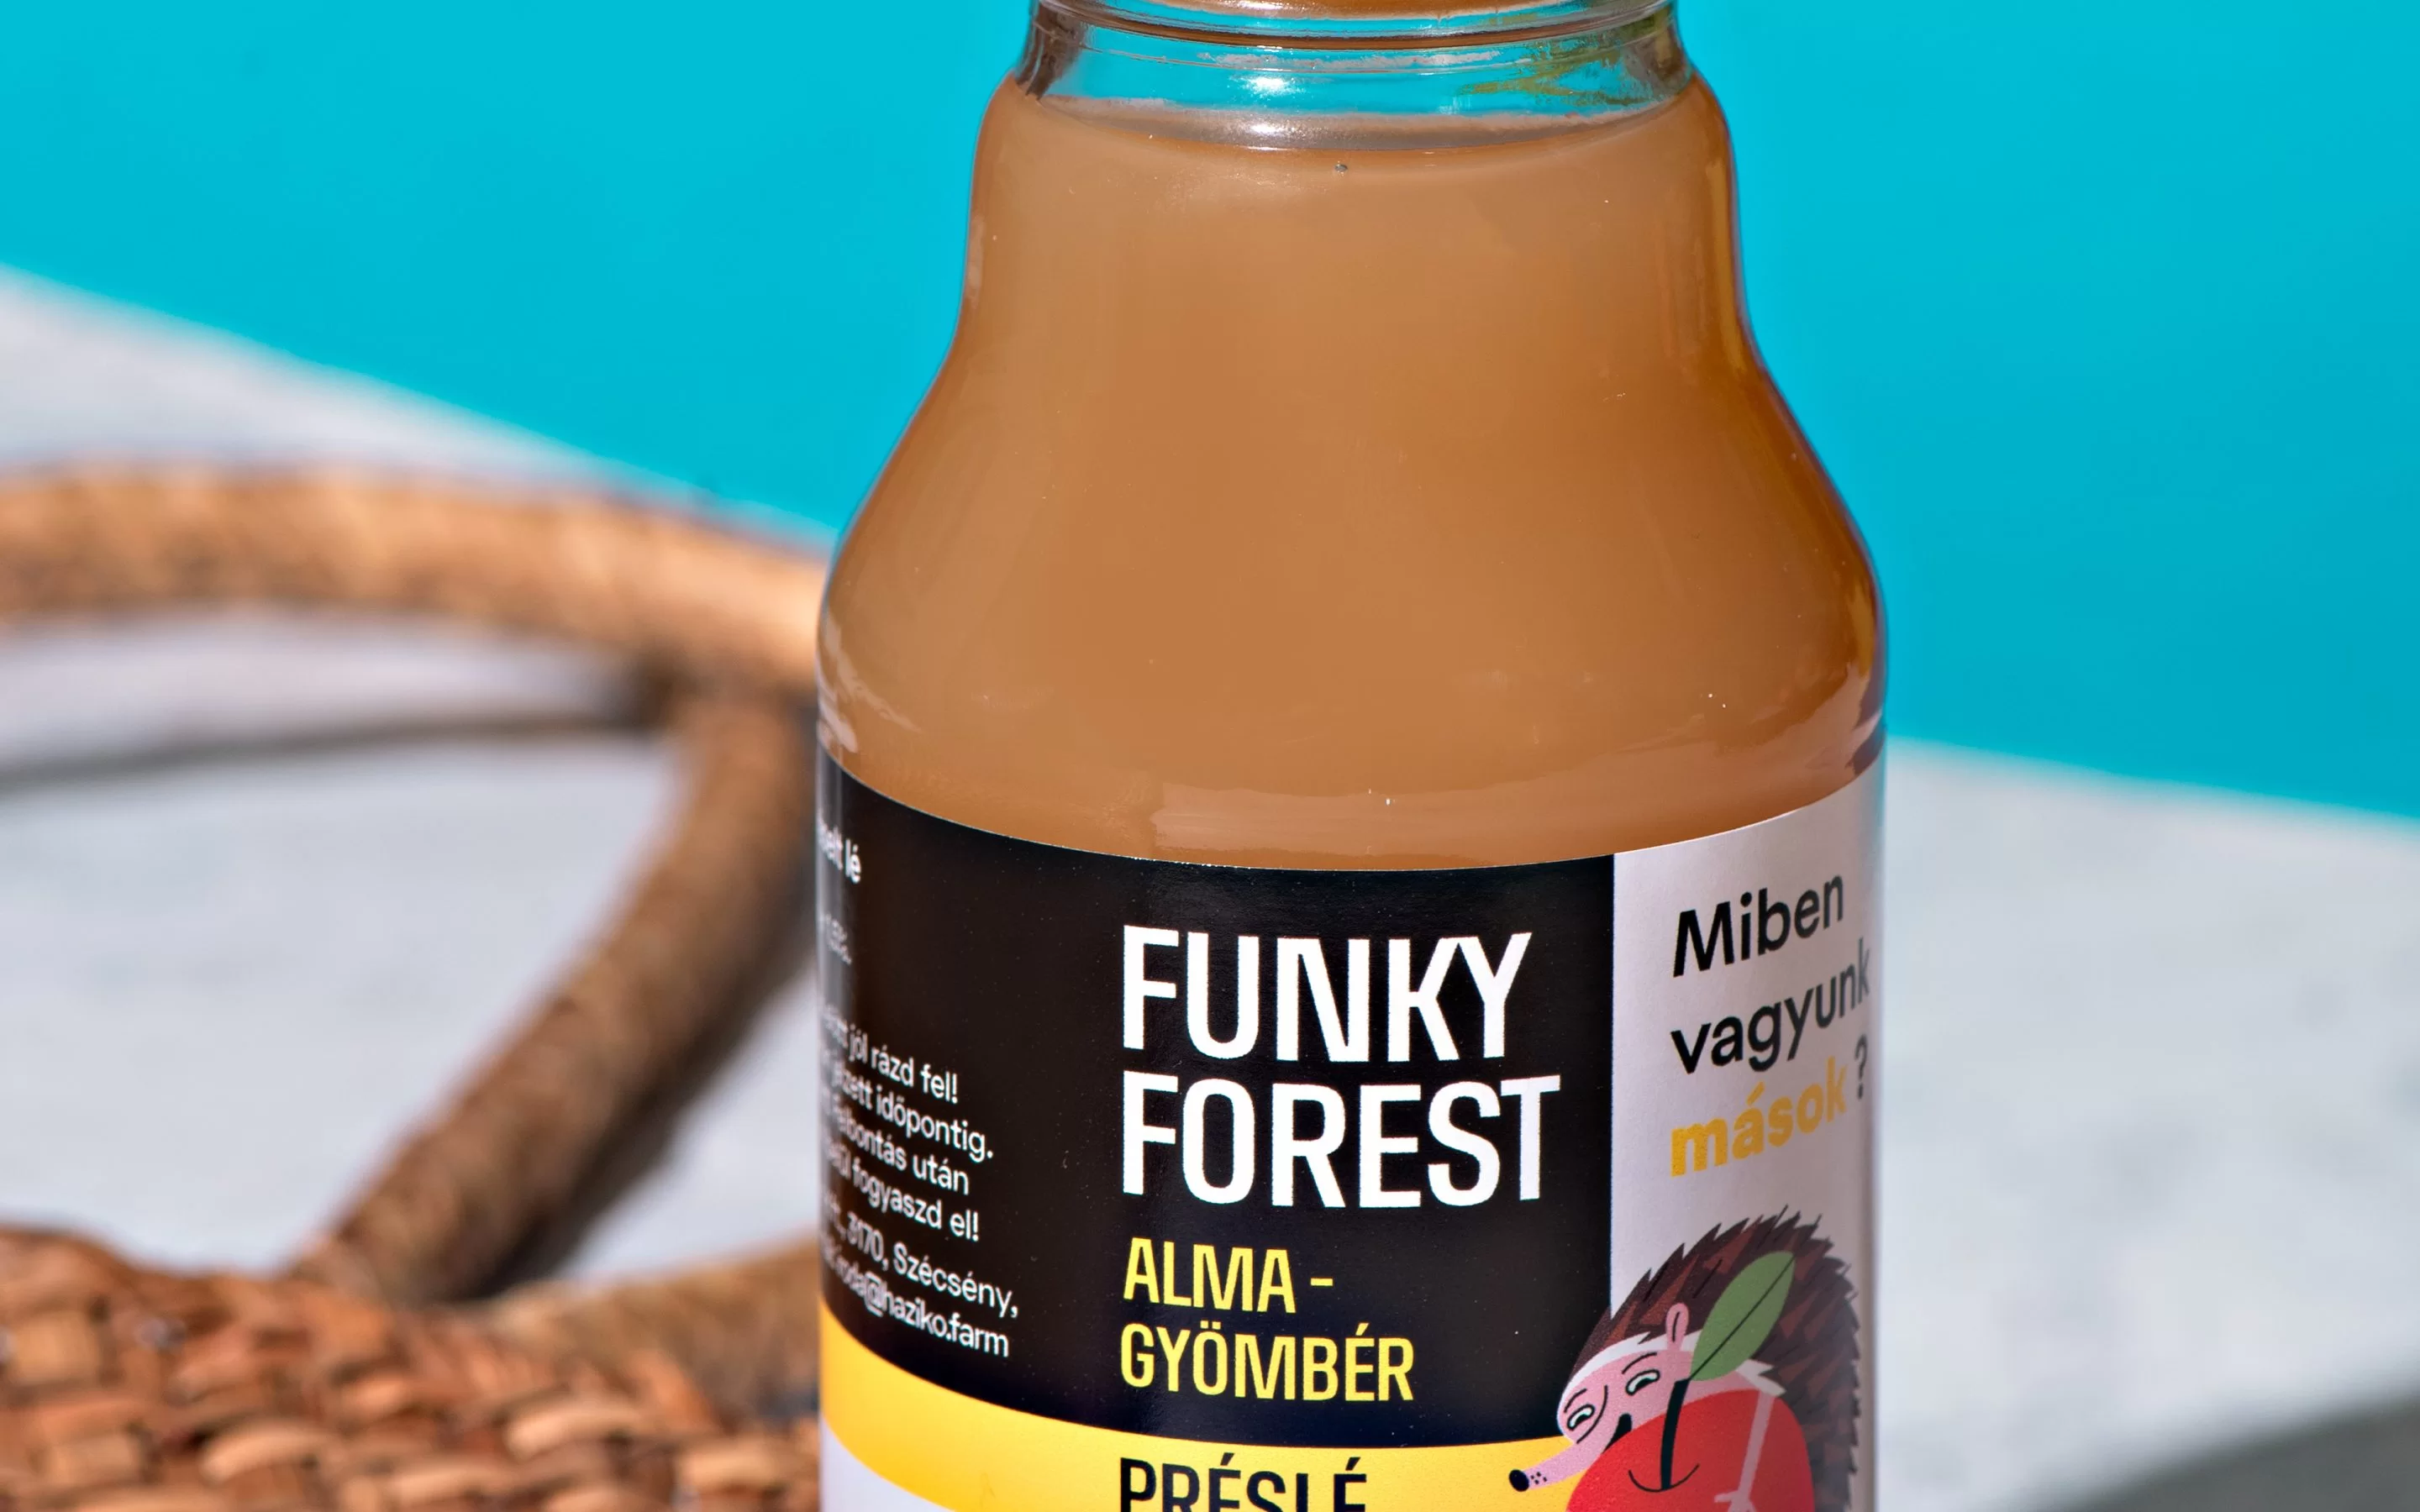 lé
jól rázd fel!
időpontig.
felbontás után
fogyaszd el!
3170, Szécsény,
@haziko.farm
FUNKY
FOREST
ALMA -
GYÖMBÉR
PRÉSLÉ
Miben
vagyunk
mások ?